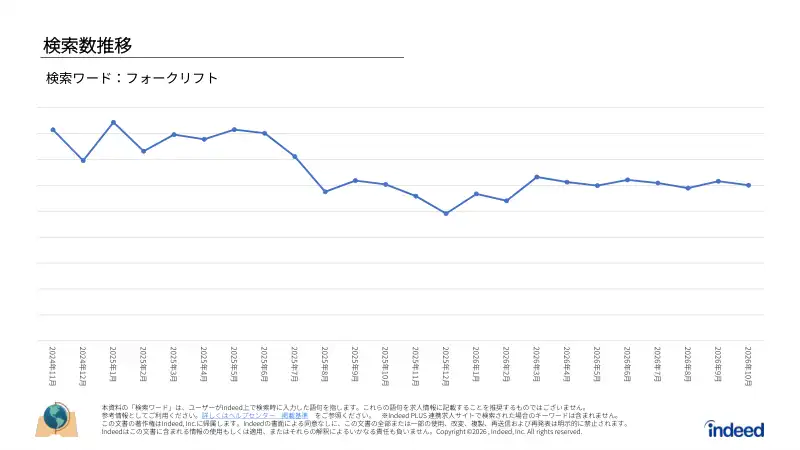 検索数推移
検索ワード：フォークリフト
2024年11月
2024年12月
2025年1月
2025年2月
2025年3月
2025年4月
2025年5月
2025年6月
2025年7月
2025年8月
2025年9月
2025年10月
2025年11月
2025年12月
2026年1月
2026年2月
2026年3月
2026年4月
2026年5月
2026年6月
2026年7月
2026年8月
2026年9月
2026年10月
本資料の「検索ワード」は、ユーザーがIndeed上で検索時に入力した語句を指します。これらの語句を求人情報に記載することを推奨するものではございません。
参考情報としてご利用ください。詳しくはヘルプセンター　掲載基準　をご参照ください。　※Indeed PLUS 連携求人サイトで検索された場合のキーワードは含まれません。
この文書の著作権はIndeed, Inc.に帰属します。Indeedの書面による同意なしに、この文書の全部または一部の使用、改変、複製、再送信および再発表は明示的に禁止されます。
Indeedはこの文書に含まれる情報の使用もしくは適用、またはそれらの解釈によるいかなる責任も負いません。Copyright ©2026 , Indeed, Inc. All rights reserved.
indeed